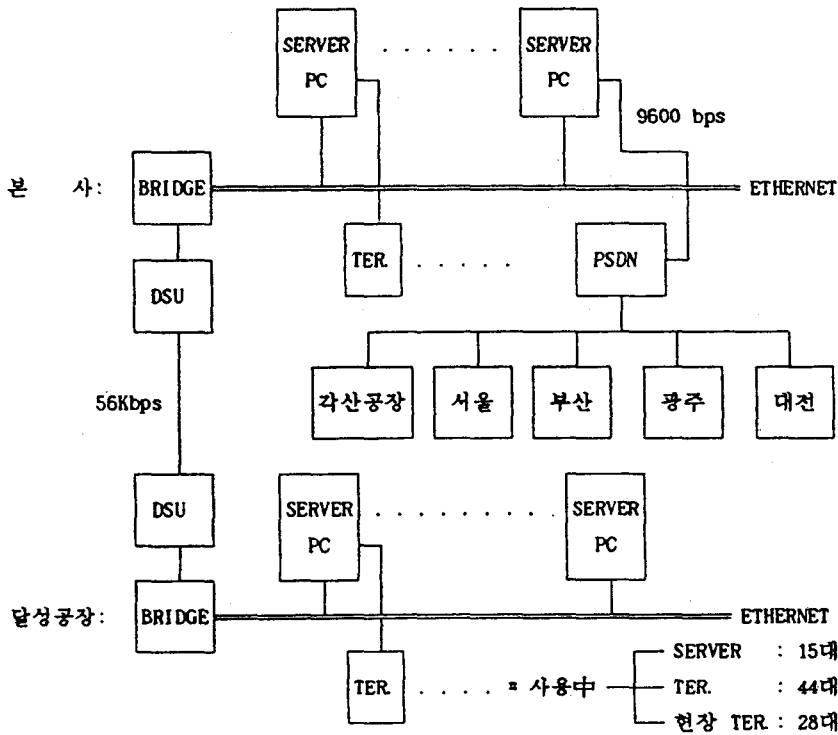 SERVER PC . . . . . . SERVER PC
9600 bps
본 사: BRIDGE ETHERNET
TER. . . . . . PSDN
DSU
각산공장 서울 부산 광주 대전
56Kbps
DSU
SERVER PC . . . . . . . . . SERVER PC
달성공장: BRIDGE ETHERNET
TER. . . . . ¤ 사용中
SERVER : 15대
TER. : 44대
현장 TER. : 28대